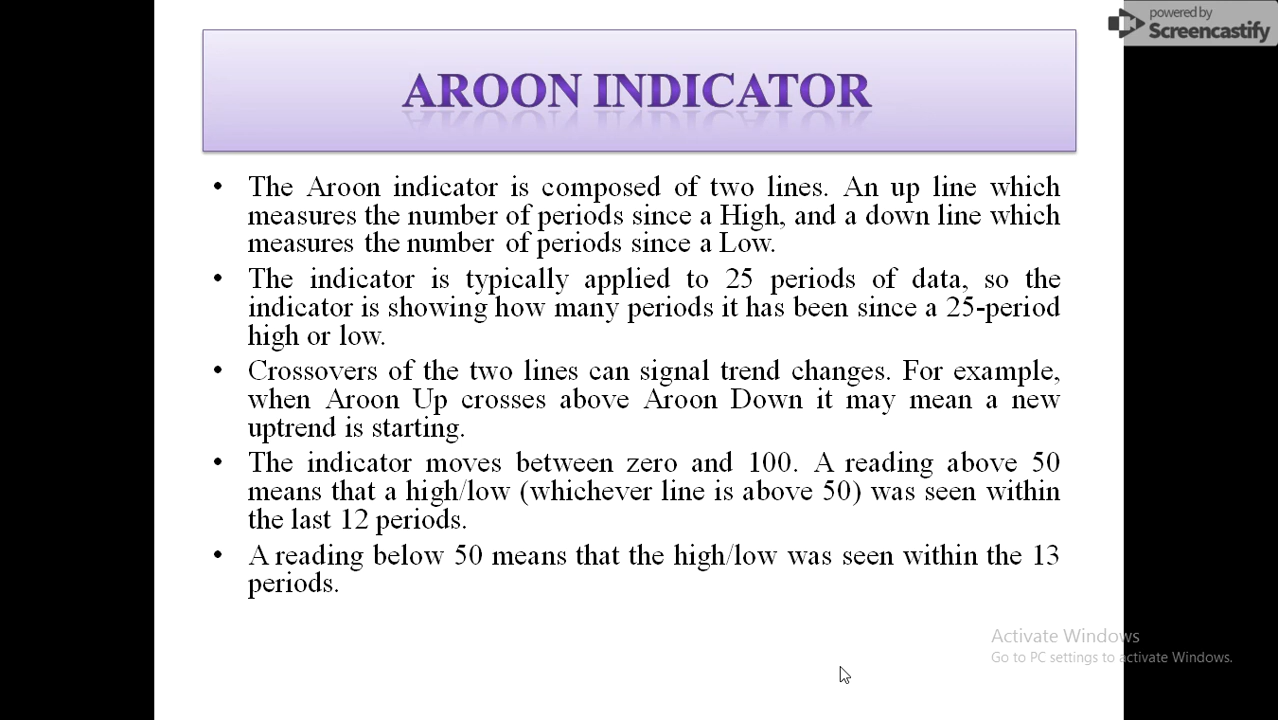 powered by
Screencastify
AROON INDICATOR
• The Aroon indicator is composed of two lines. An up line which
measures the number of periods since a High, and a down line which
measures the number of periods since a Low.
• The indicator is typically applied to 25 periods of data, so the
indicator is showing how many periods it has been since a 25-period
high or low.
• Crossovers of the two lines can signal trend changes. For example,
when Aroon Up crosses above Aroon Down it may mean a new
uptrend is starting.
• The indicator moves between zero and 100. A reading above 50
means that a high/low (whichever line is above 50) was seen within
the last 12 periods.
• A reading below 50 means that the high/low was seen within the 13
periods.
Activate Windows
Go to PC settings to activate Windows.